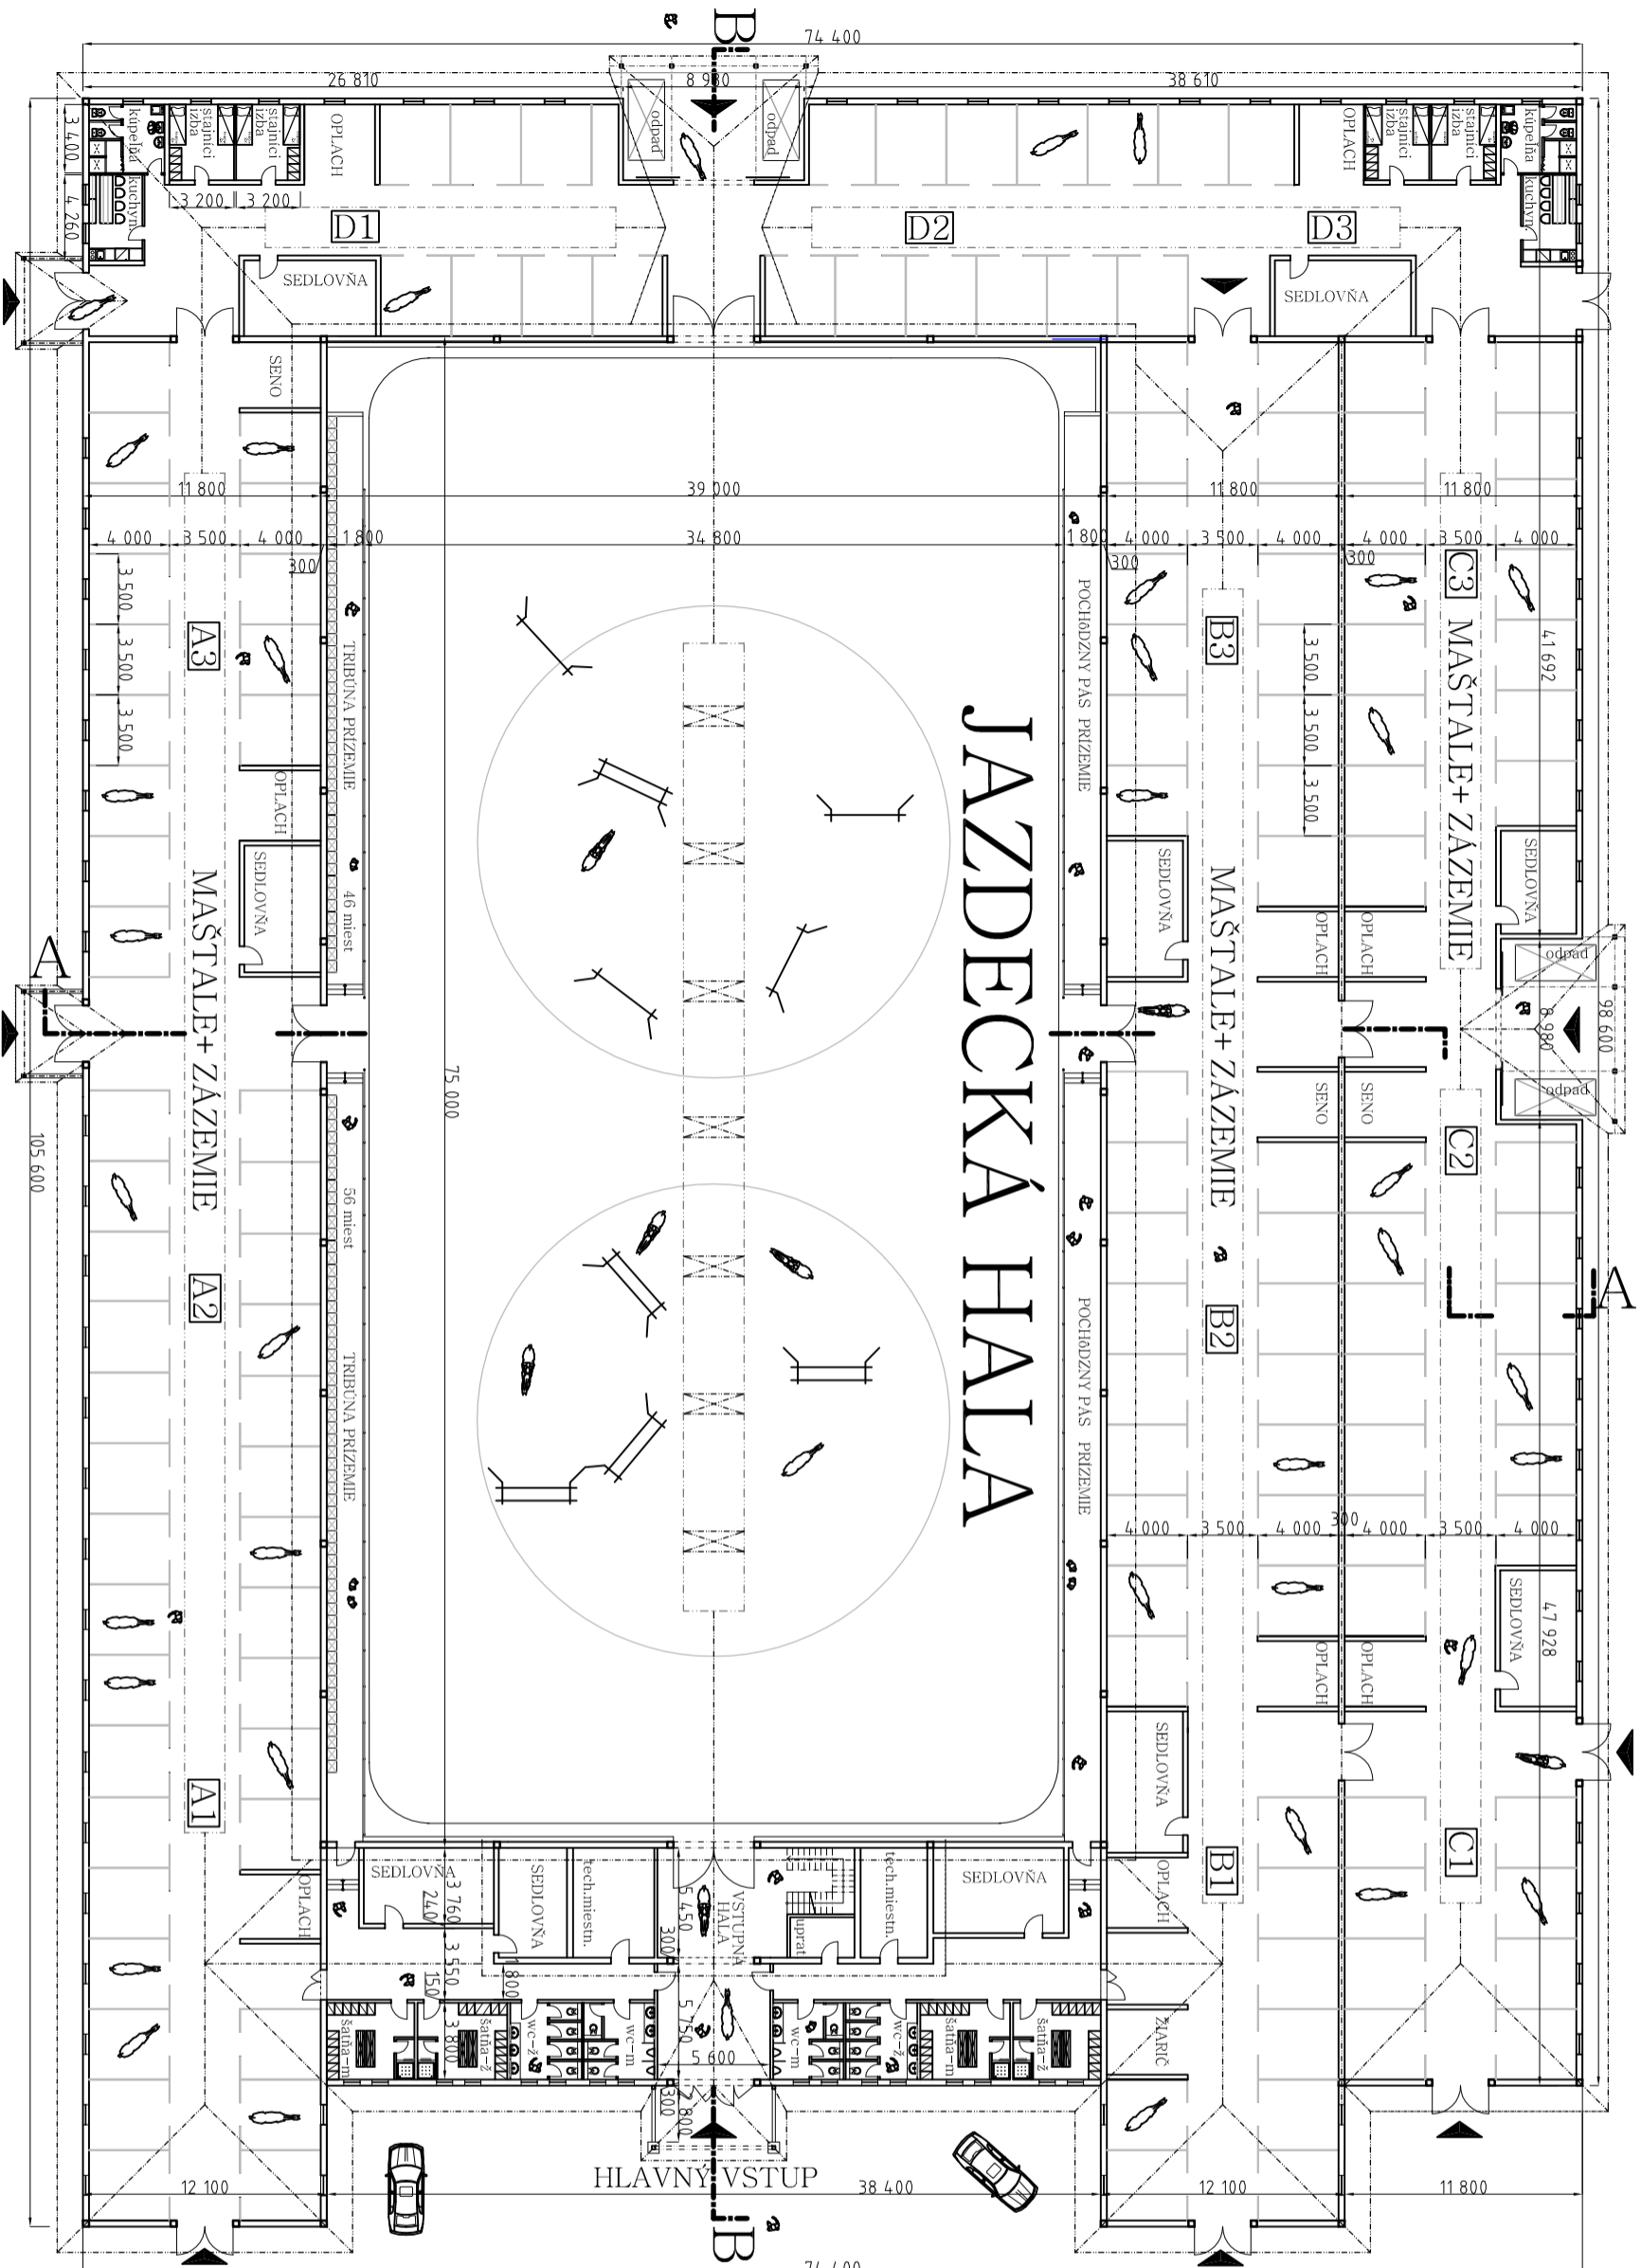 B
74 400
26 810
8 980
38 610
odpad
odpad
kúpeľňa
stajníci
izba
stajníci
izba
OPLACH
OPLACH
stajníci
izba
stajníci
izba
kúpeľňa
3 400
4 260
kuchyn
kuchyn
3 200
3 200
D1
D2
D3
SEDLOVŇA
SEDLOVŇA
SENO
11 800
39 000
11 800
11 800
4 000
3 500
4 000
1 800
34 800
1 800
4 000
3 500
4 000
4 000
3 500
4 000
300
300
300
3 500
3 500
3 500
A3
TRIBÚNA PRÍZEMIE
POCHôDZNY PÁS PRÍZEMIE
B3
3 500
3 500
3 500
C3
MAŠTALE+ ZÁZEMIE
41 692
OPLACH
SEDLOVŇA
46 miest
JAZDECKÁ HALA
SEDLOVŇA
OPLACH
OPLACH
SEDLOVŇA
MAŠTALE+ ZÁZEMIE
MAŠTALE+ ZÁZEMIE
A
odpad
8 980
98 600
odpad
75 000
105 600
SENO
SENO
C2
56 miest
A2
B2
A
TRIBÚNA PRÍZEMIE
POCHôDZNY PÁS PRÍZEMIE
4 000
3 500
4 000
300
4 000
3 500
4 000
SEDLOVŇA
47 928
OPLACH
OPLACH
SEDLOVŇA
A1
B1
C1
OPLACH
SEDLOVŇA
3 760
240
SEDLOVŇA
tech.miestn.
5 450
300
VSTUPNÁ
HALA
uprat
tech.miestn.
SEDLOVŇA
OPLACH
3 550
150
1 800
3 800
šatňa-m
šatňa-ž
wc-ž
wc-m
5 750
5 600
wc-m
wc-ž
šatňa-m
šatňa-ž
ŽIARIČ
300
2 800
HLAVNÝ VSTUP
12 100
38 400
12 100
11 800
B
74 400